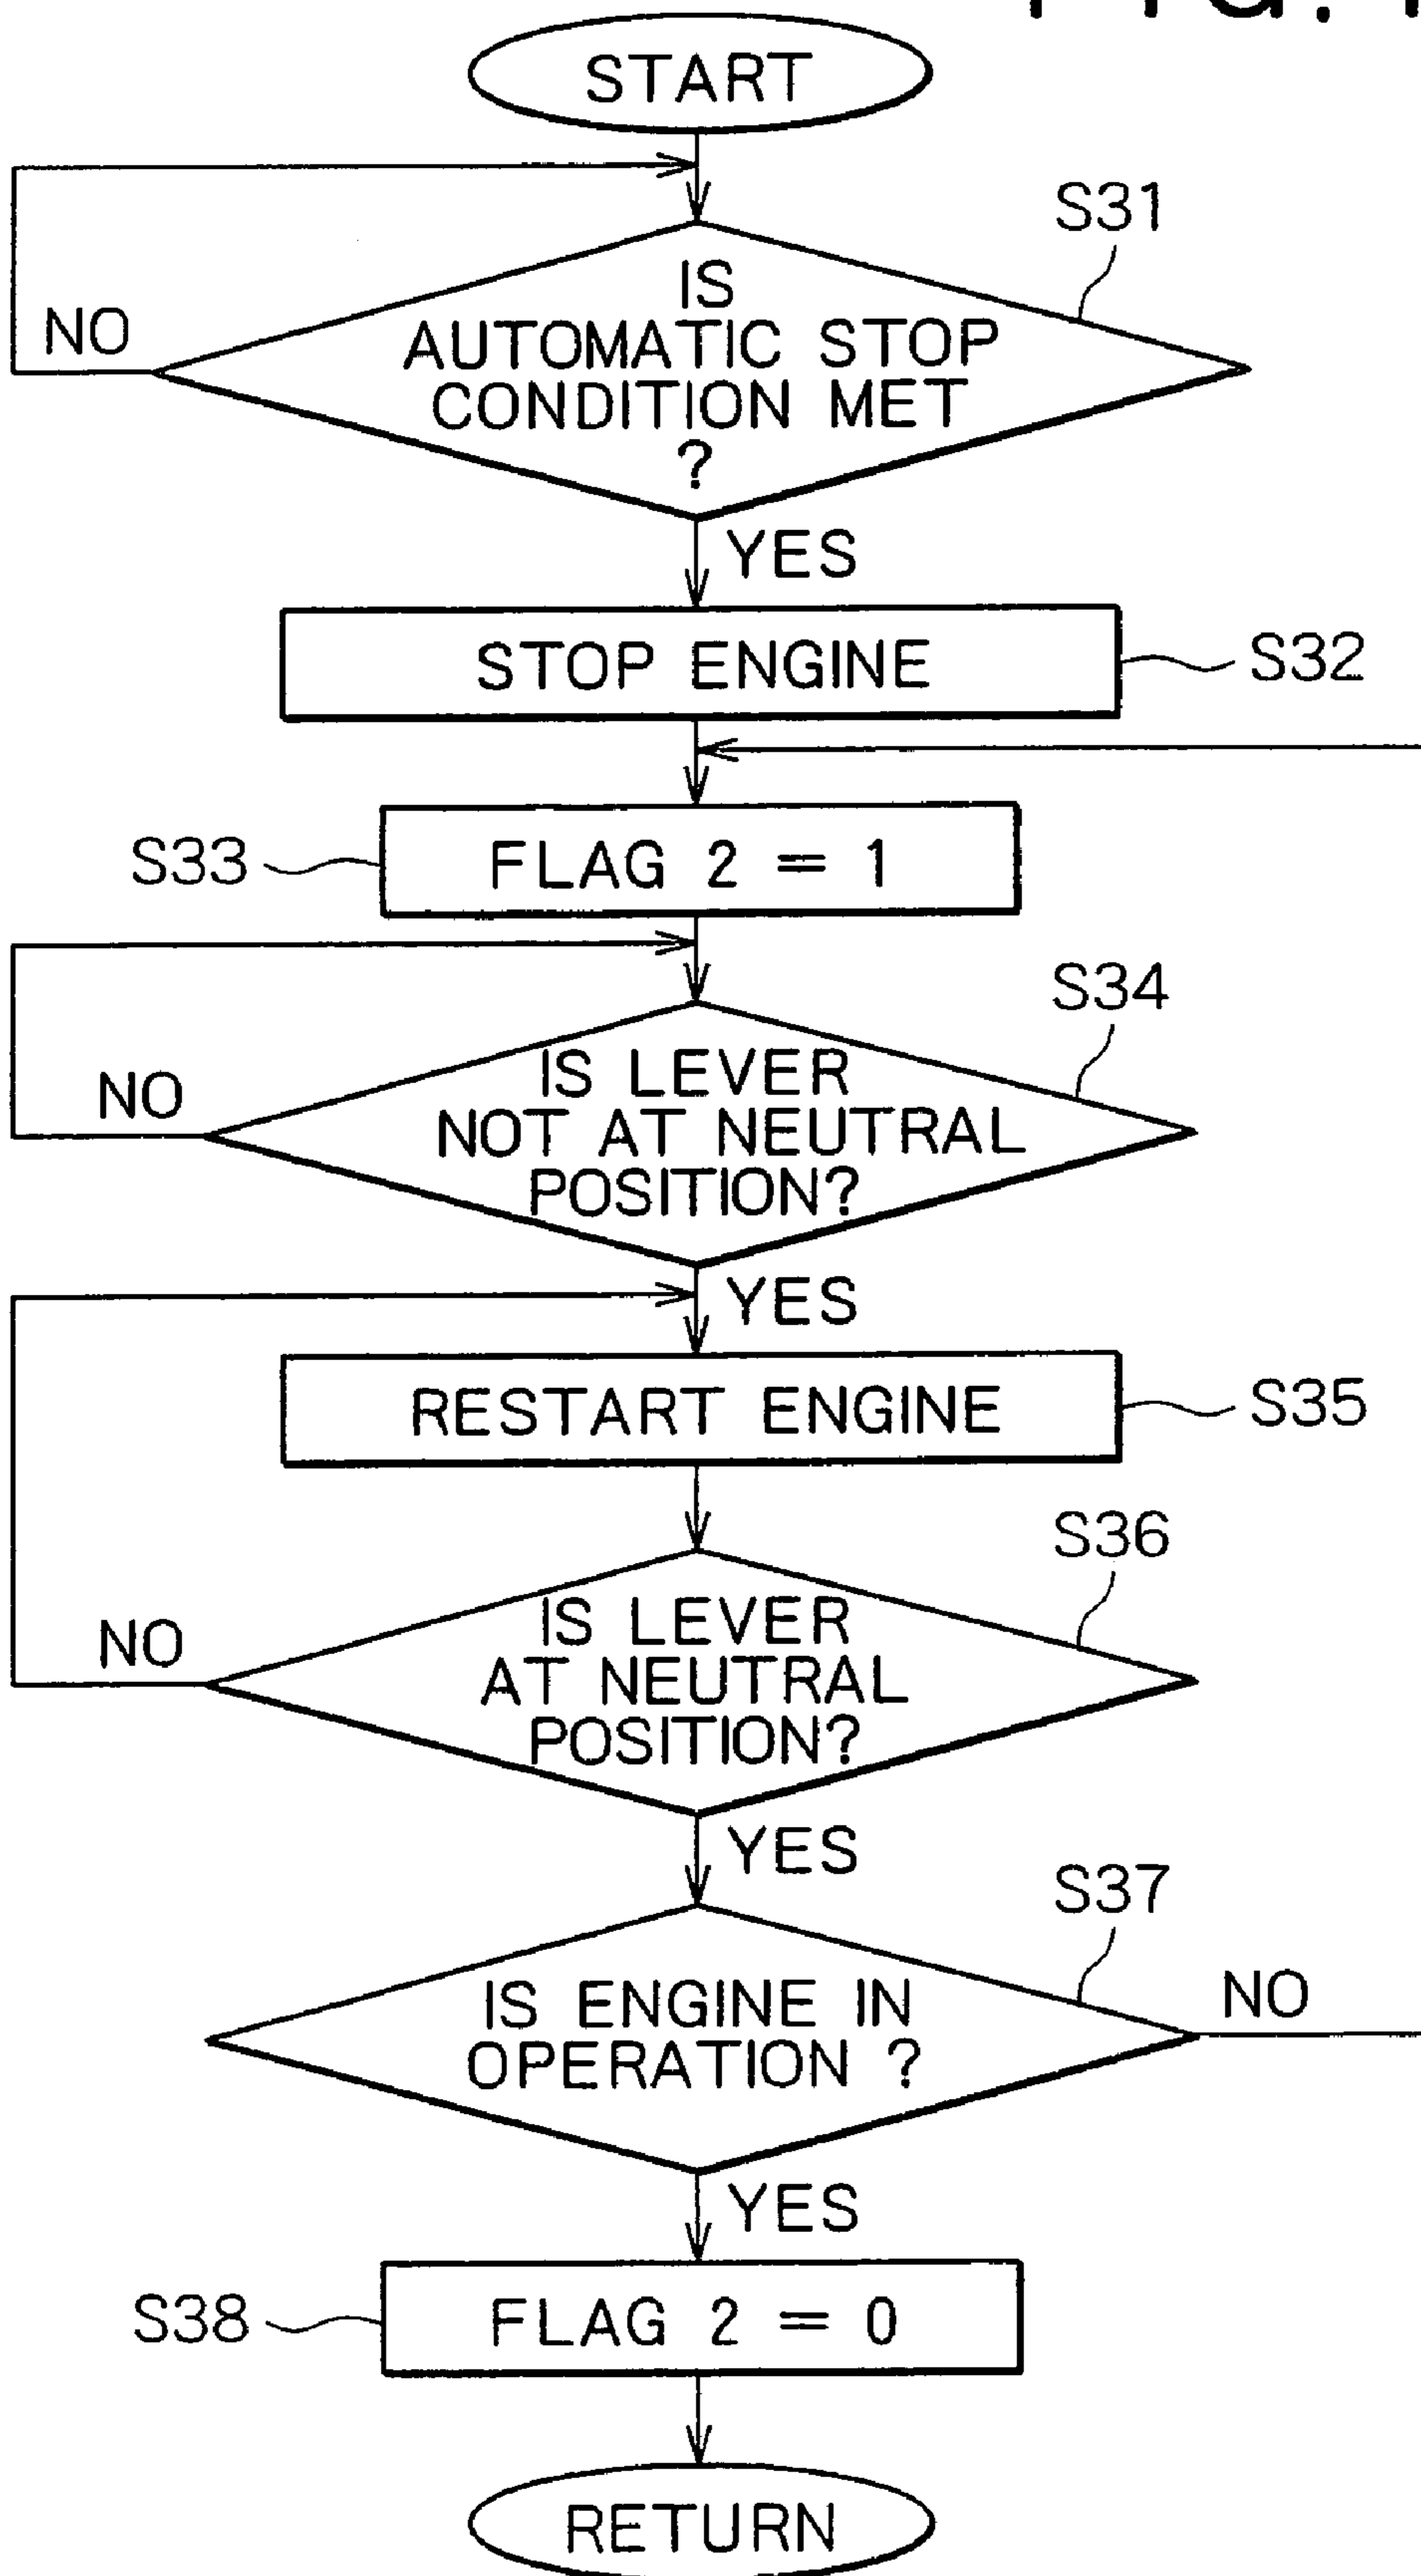 START
S31
IS
AUTOMATIC STOP
CONDITION MET
?
NO
YES
STOP ENGINE
S32
S33
FLAG 2 = 1
S34
IS LEVER
NOT AT NEUTRAL
POSITION?
NO
YES
RESTART ENGINE
S35
S36
IS LEVER
AT NEUTRAL
POSITION?
NO
YES
S37
IS ENGINE IN
OPERATION ?
NO
YES
S38
FLAG 2 = 0
RETURN